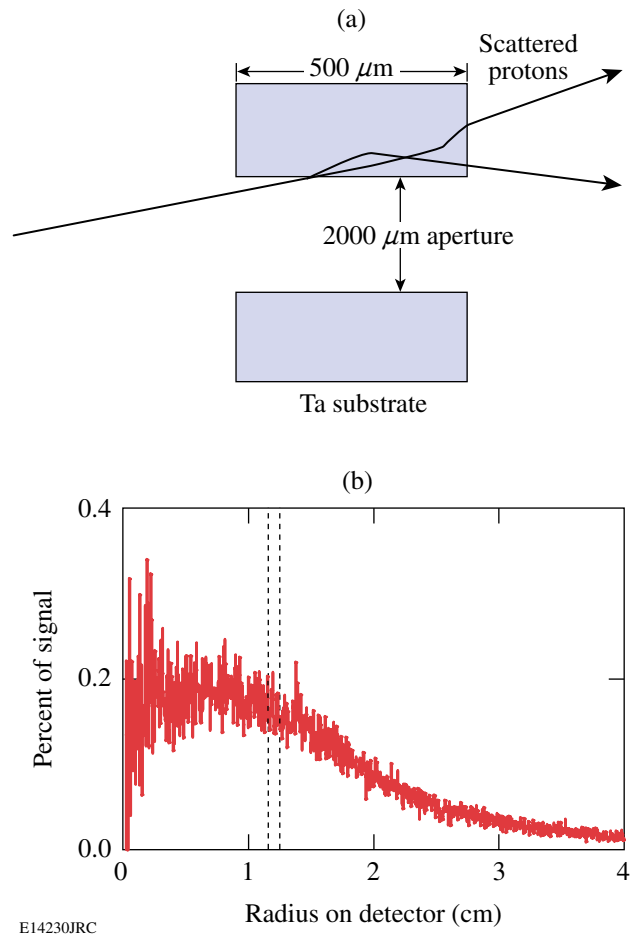 (a)
500 μm
Scattered
protons
2000 μm aperture
Ta substrate
(b)
Percent of signal
0.4
0.2
0.0
0 1 2 3 4
Radius on detector (cm)
E14230JRC